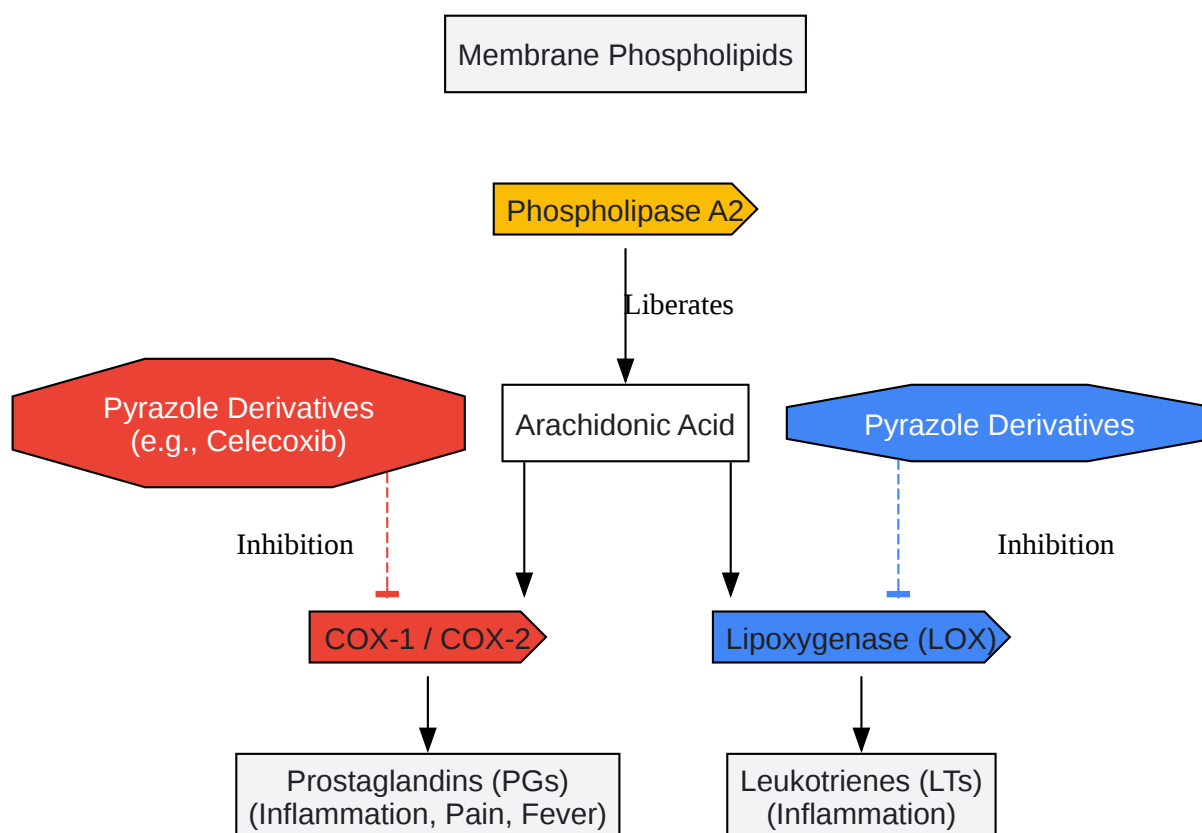 Membrane Phospholipids
Phospholipase A2
Liberates
Pyrazole Derivatives
(e.g., Celecoxib)
Arachidonic Acid
Pyrazole Derivatives
Inhibition
Inhibition
COX-1 / COX-2
Lipoxygenase (LOX)
Prostaglandins (PGs)
(Inflammation, Pain, Fever)
Leukotrienes (LTs)
(Inflammation)